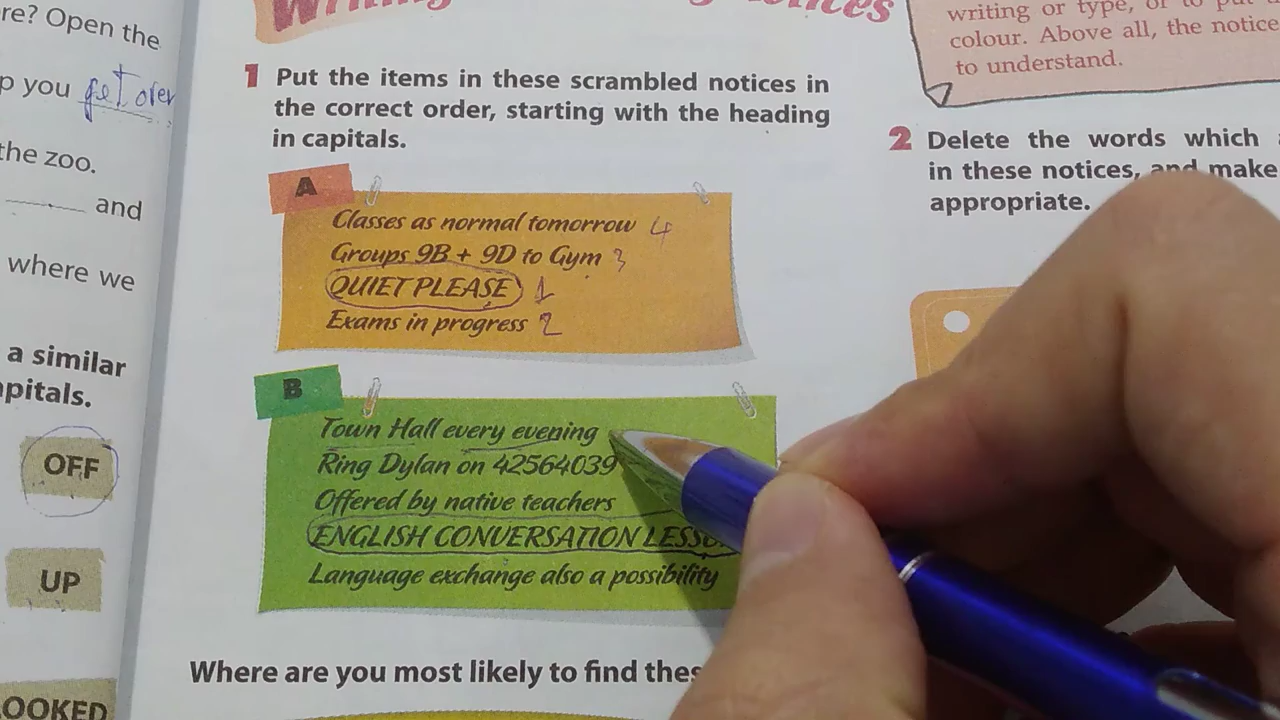 re? Open the
p you get over
the zoo.
and
where we
a similar
apitals.
OFF
UP
OOKED
Writing
1 Put the items in these scrambled notices in
the correct order, starting with the heading
in capitals.
A
Classes as normal tomorrow 4
Groups 9B + 9D to Gym 3
QUIET PLEASE 1
Exams in progress 2
B
Town Hall every evening
Ring Dylan on 42564039
Offered by native teachers
ENGLISH CONVERSATION LESSO
Language exchange also a possibility
Where are you most likely to find thes
writing or type, or to put a
colour. Above all, the notice
to understand.
2 Delete the words which a
in these notices, and make
appropriate.